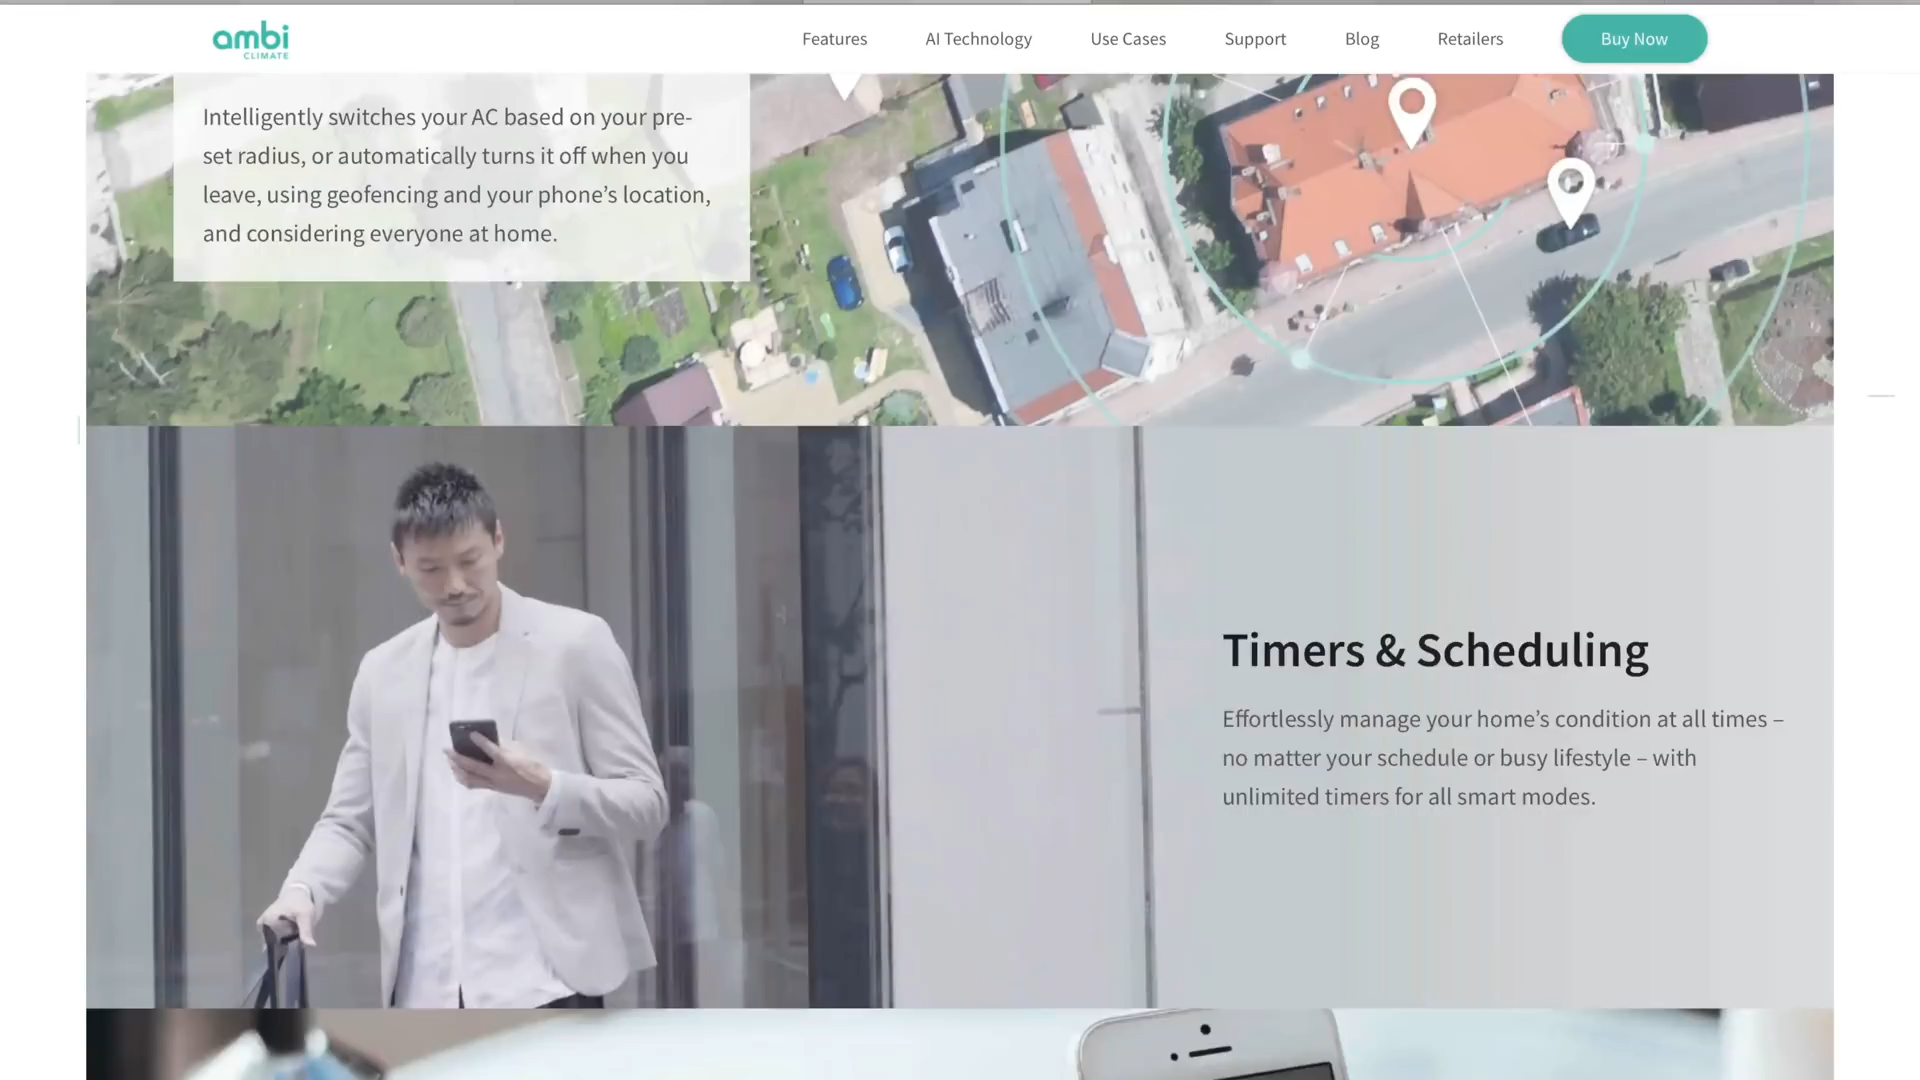 ambi
CLIMATE
Features
AI Technology
Use Cases
Support
Blog
Retailers
Buy Now
Intelligently switches your AC based on your pre-
set radius, or automatically turns it off when you
leave, using geofencing and your phone’s location,
and considering everyone at home.
Timers & Scheduling
Effortlessly manage your home’s condition at all times –
no matter your schedule or busy lifestyle – with
unlimited timers for all smart modes.